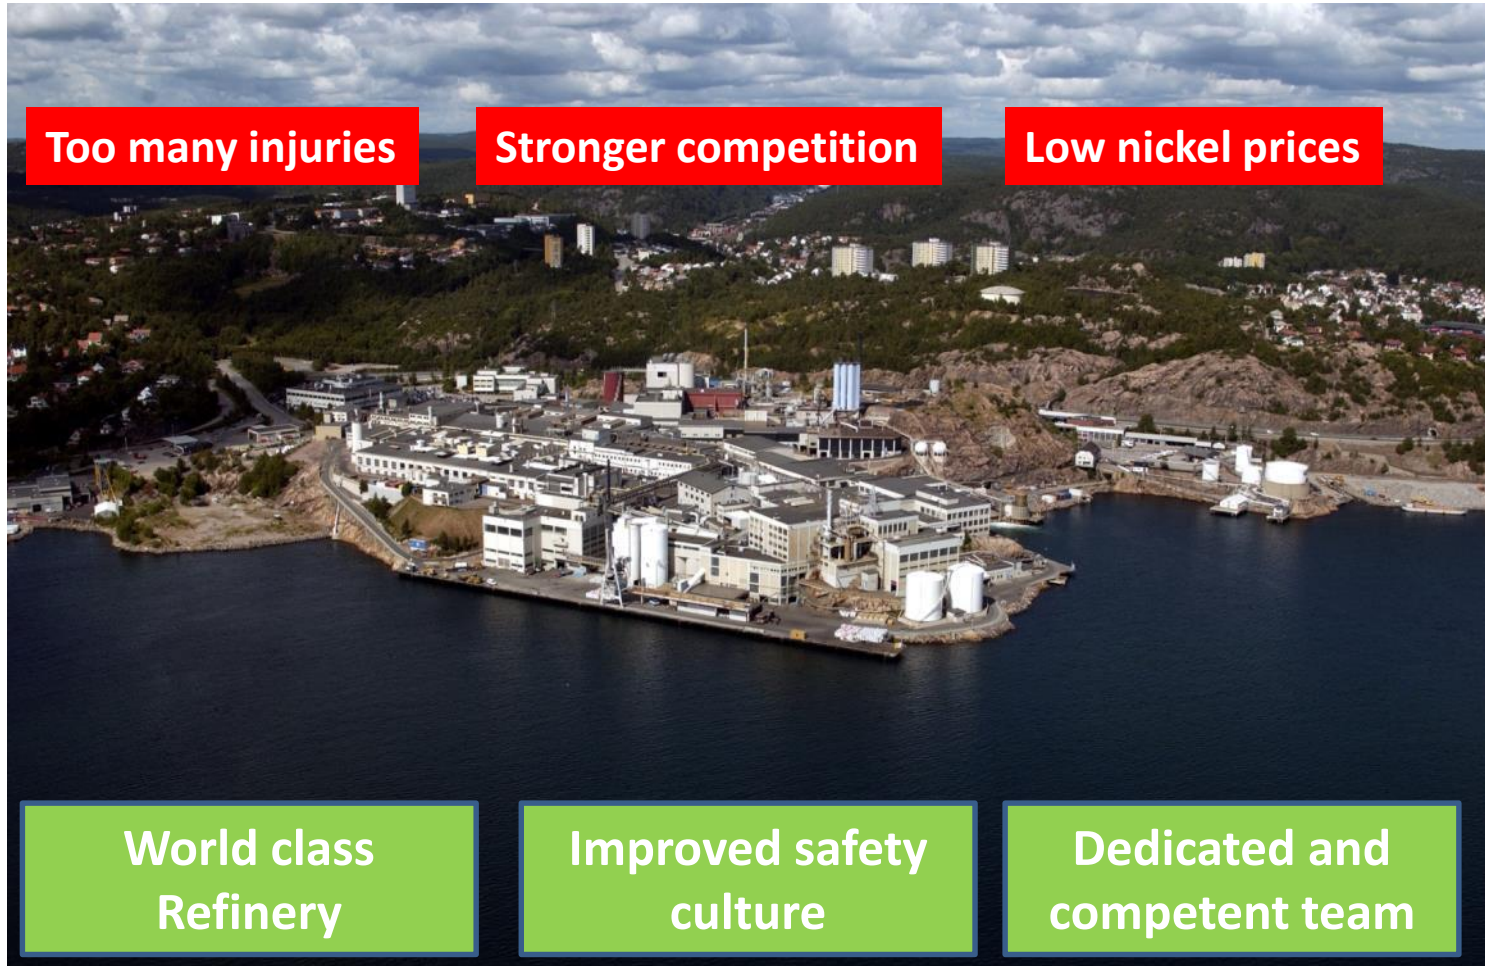 Too many injuries
Stronger competition
Low nickel prices
World class
Refinery
Improved safety
culture
Dedicated and
competent team